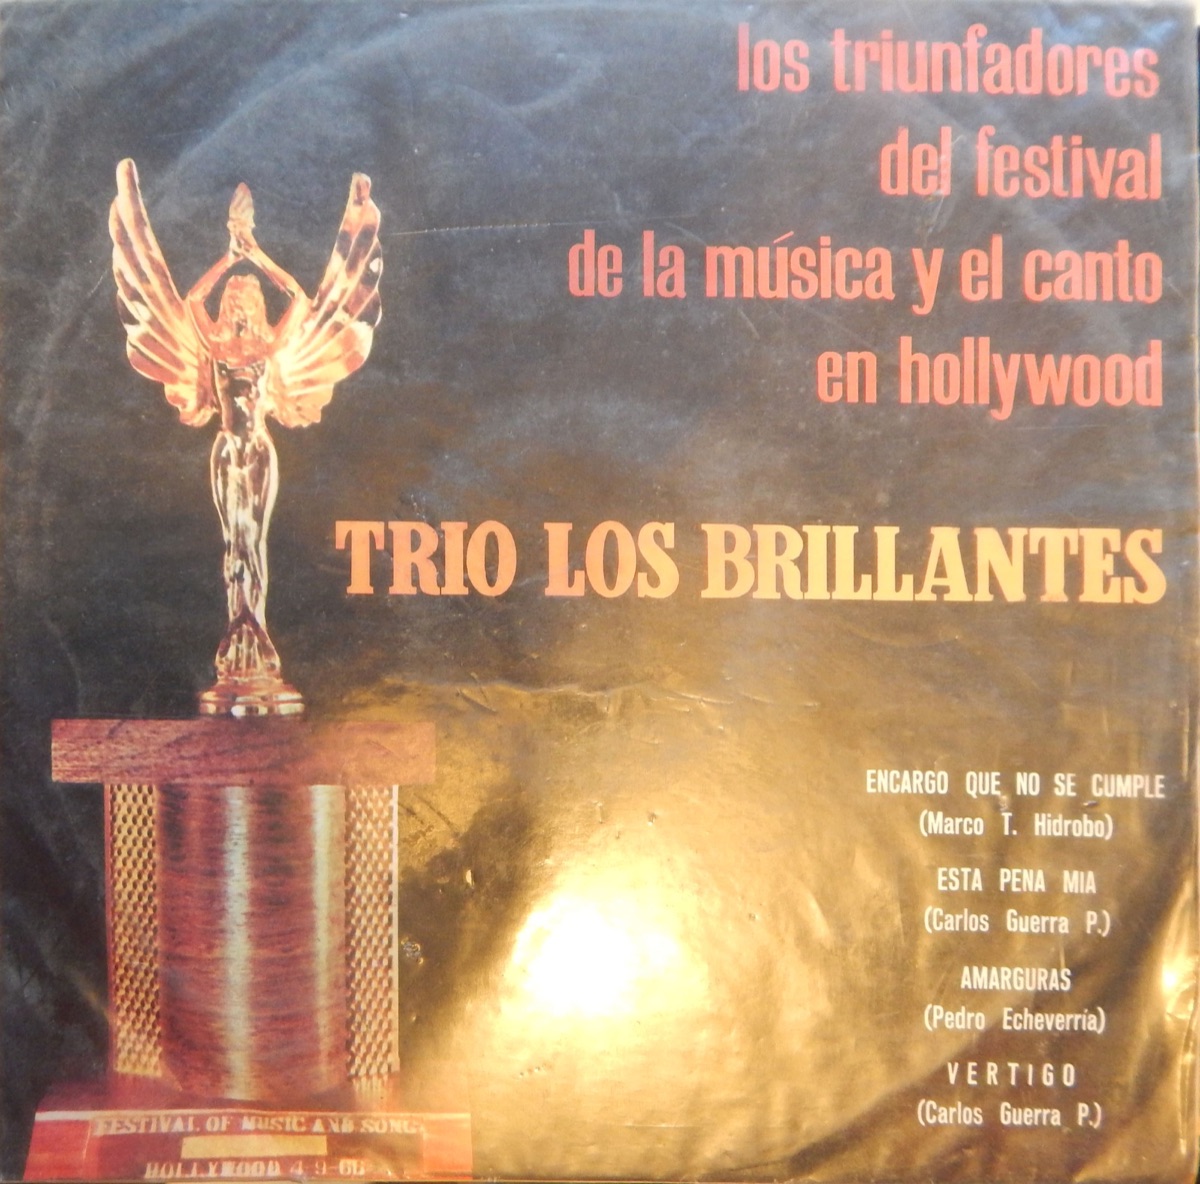 los triunfadores
del festival
de la música y el canto
en hollywood
TRIO LOS BRILLANTES
ENCARGO QUE NO SE CUMPLE
(Marco T. Hidrobo)
ESTA PENA MIA
(Carlos Guerra P.)
AMARGURAS
(Pedro Echeverría)
VERTIGO
(Carlos Guerra P.)
FESTIVAL OF MUSIC AND SONG
HOLLYWOOD